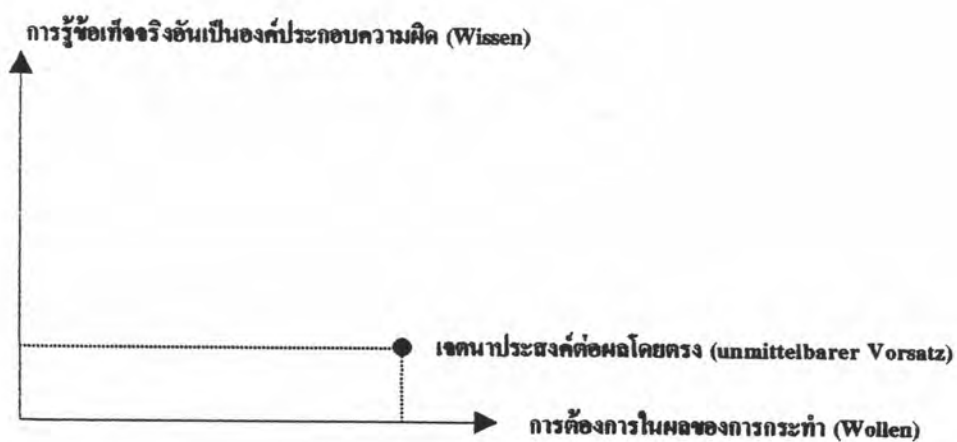 การรู้ข้อเท็จจริงอันเป็นองค์ประกอบความผิด (Wissen)
เจตนาประสงค์ต่อผลโดยตรง (unmittelbarer Vorsatz)
การต้องการในผลของการกระทำ (Wollen)